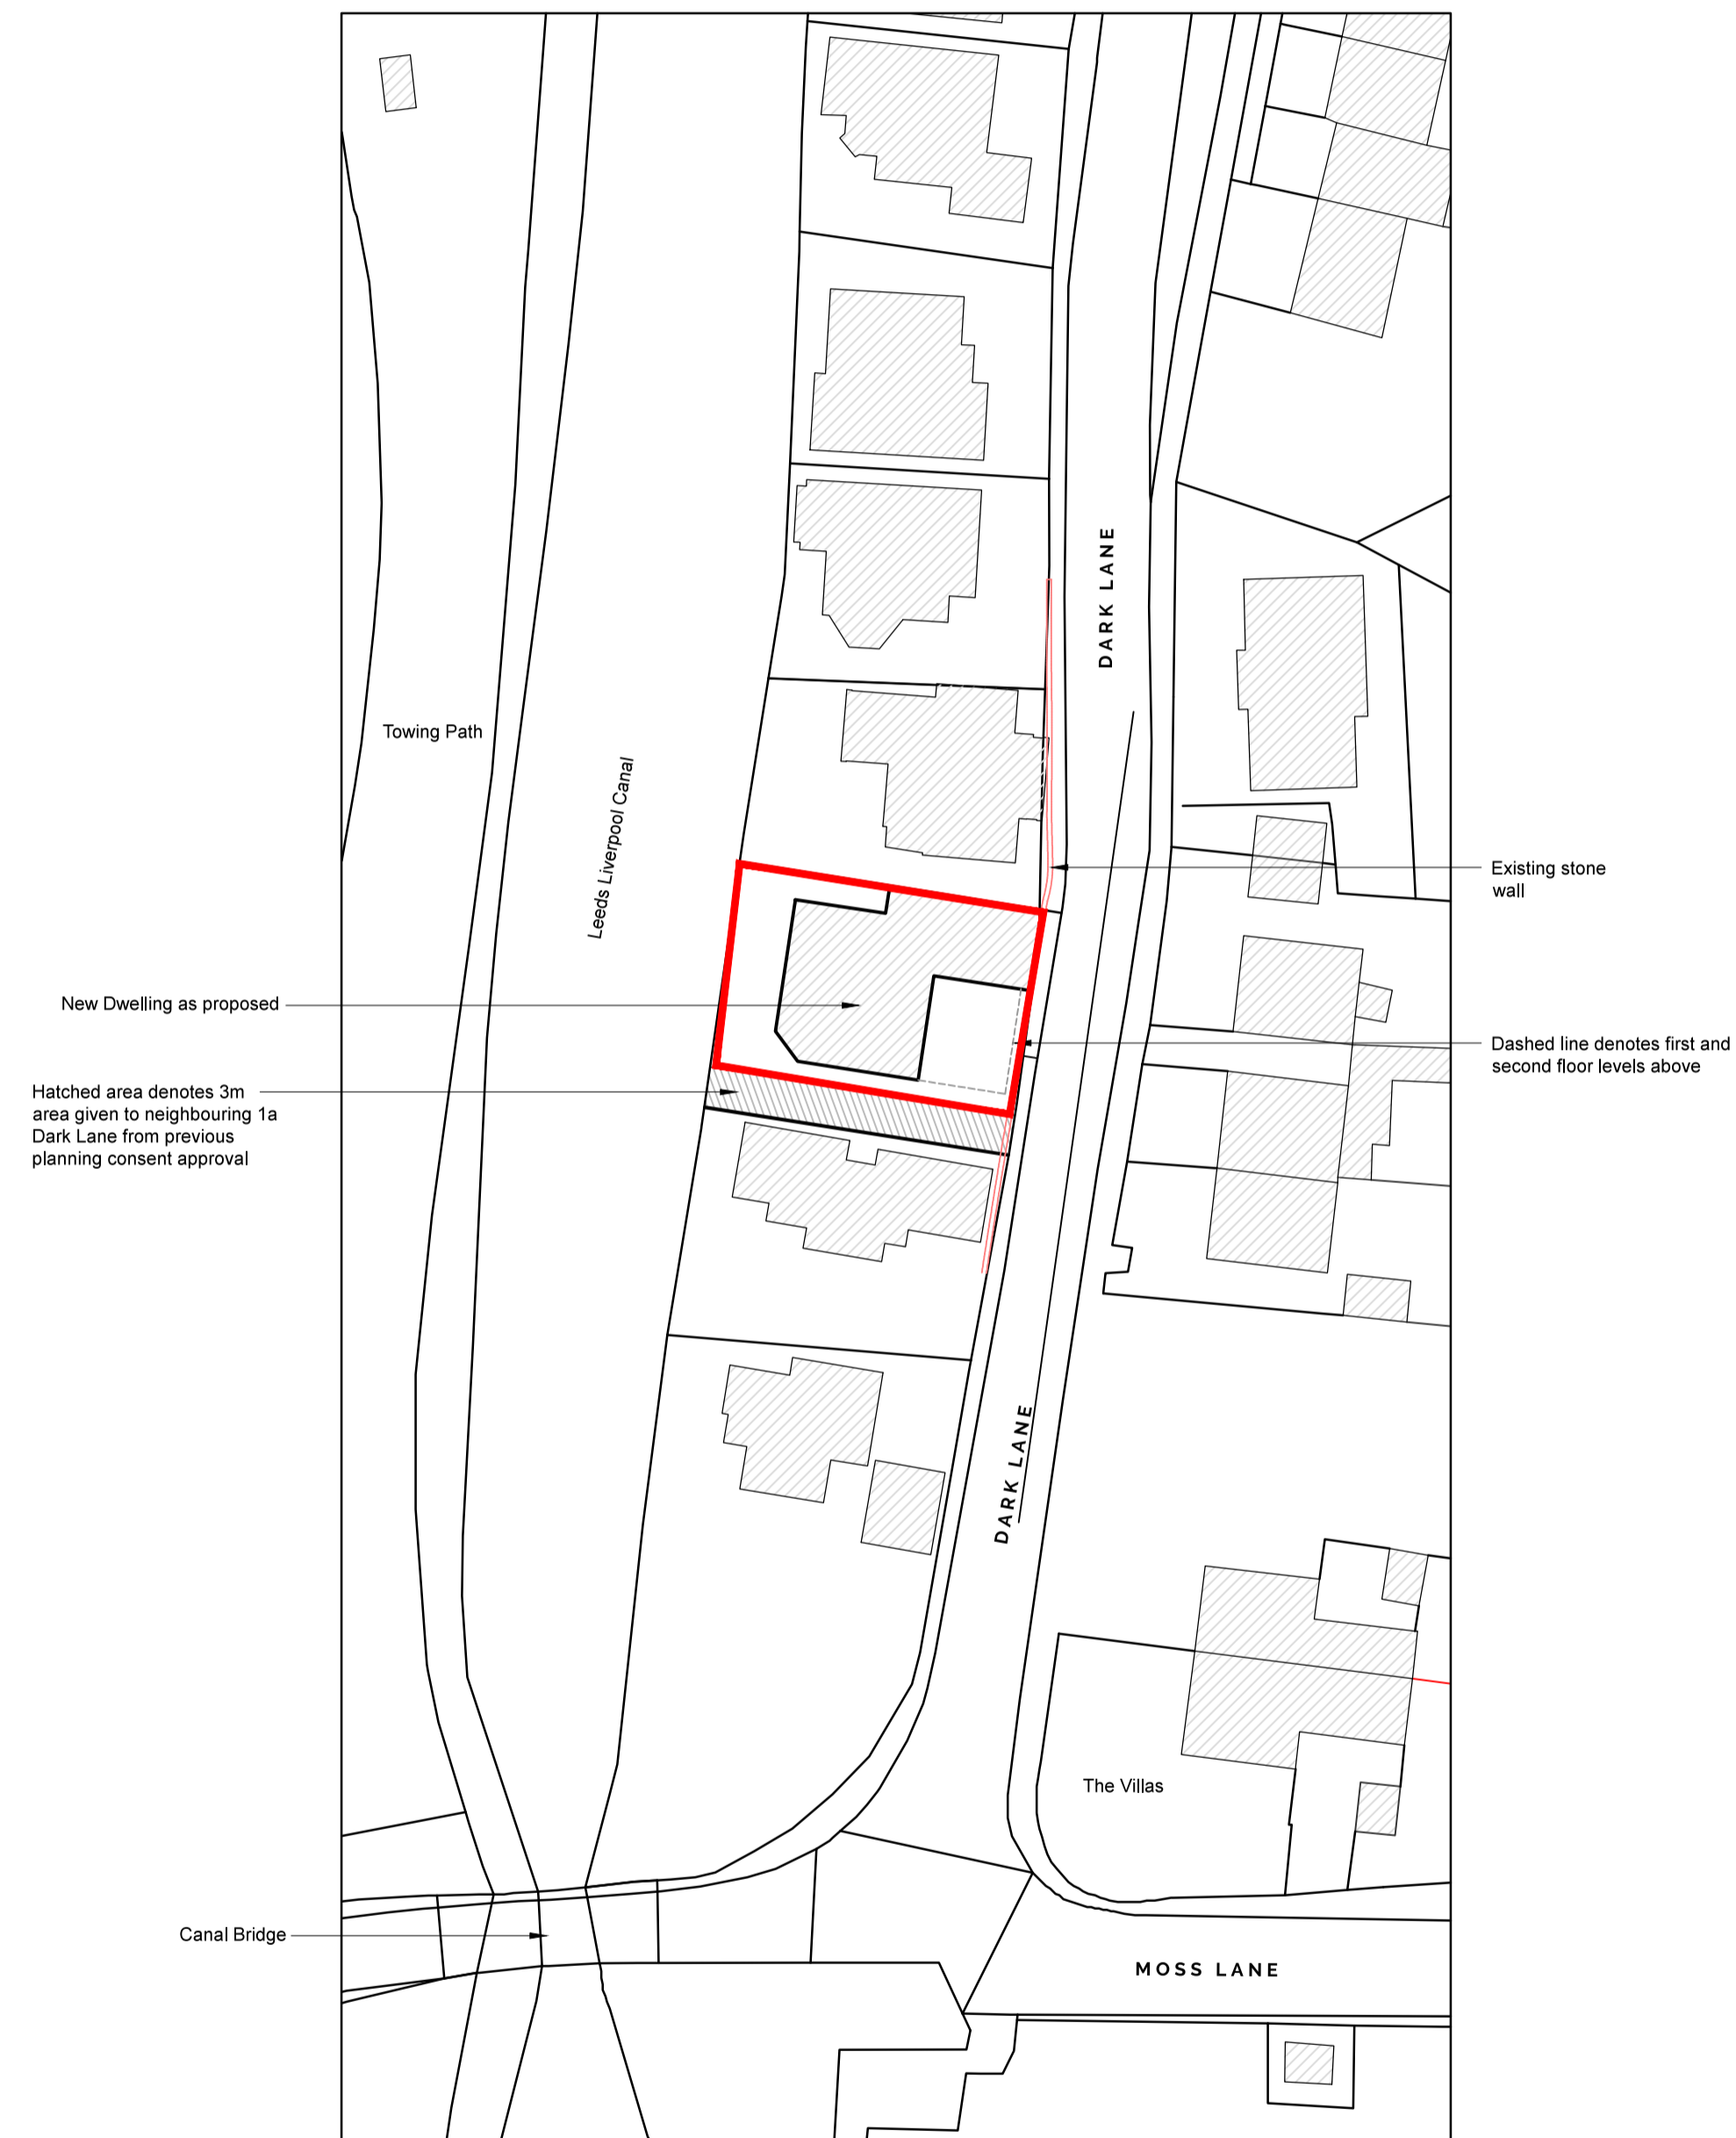 DARK LANE
Towing Path
Leeds Liverpool Canal
Existing stone
wall
New Dwelling as proposed
Dashed line denotes first and
second floor levels above
Hatched area denotes 3m
area given to neighbouring 1a
Dark Lane from previous
planning consent approval
DARK LANE
The Villas
Canal Bridge
MOSS LANE